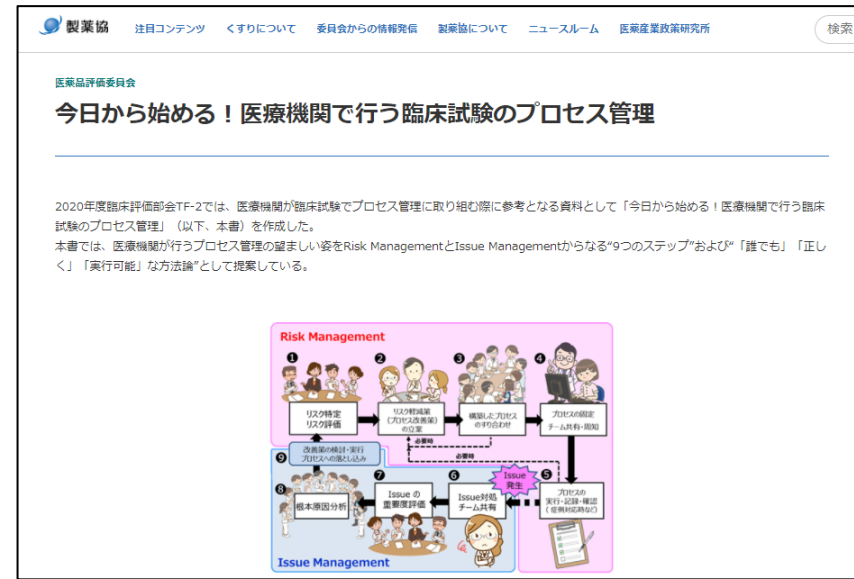 製薬協 注目コンテンツ くすりについて 委員会からの情報発信 製薬協について ニュースルーム 医薬産業政策研究所 検索
医薬品評価委員会
今日から始める！医療機関で行う臨床試験のプロセス管理
2020年度臨床評価部会TF-2では、医療機関が臨床試験でプロセス管理に取り組む際に参考となる資料として「今日から始める！医療機関で行う臨床
試験のプロセス管理」（以下、本書）を作成した。
本書では、医療機関が行うプロセス管理の望ましい姿をRisk ManagementとIssue Managementからなる“9つのステップ”および“「誰でも」「正し
く」「実行可能」な方法論”として提案している。
Risk Management
❶
リスク特定
リスク評価
❷
リスク軽減策
(プロセス改善策)
の立案
❸
構築したプロセス
のすり合わせ
❹
プロセスの固定
チーム共有・周知
必要時
必要時
❺
プロセスの
実行・記録・確認
(症例対応時など)
Issue
発生
❻
Issue対処
チーム共有
❼
Issue の
重要度評価
❽
根本原因分析
❾
改善策の検討・実行
プロセスへの落とし込み
Issue Management